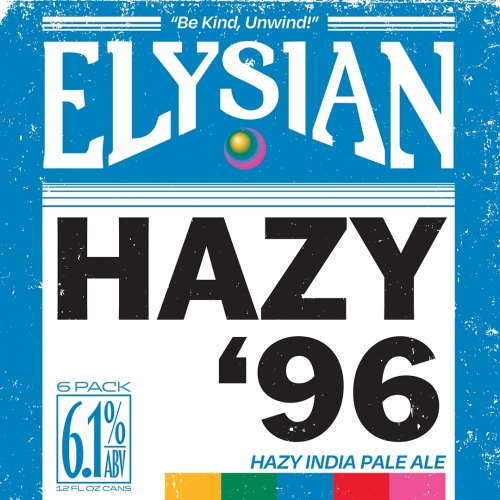 “Be Kind, Unwind!”
ELYSIAN
HAZY
‘96
6 PACK
6.1%
ABV
12 FL OZ CANS
HAZY INDIA PALE ALE